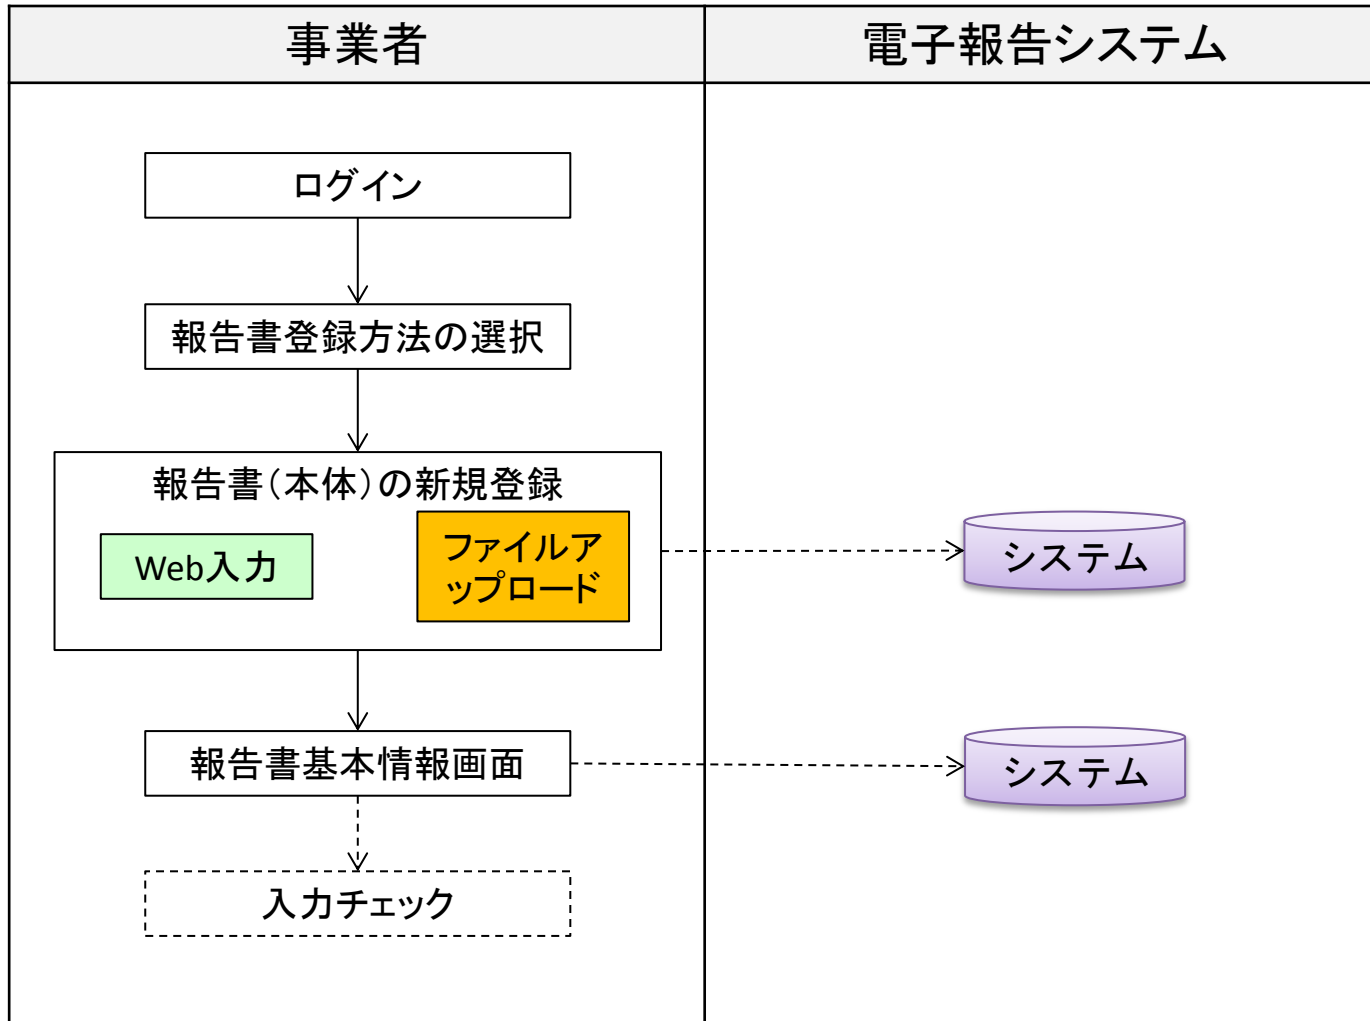 事業者
電子報告システム
ログイン
報告書登録方法の選択
報告書（本体）の新規登録
Web入力
ファイルア
ップロード
システム
報告書基本情報画面
システム
入力チェック